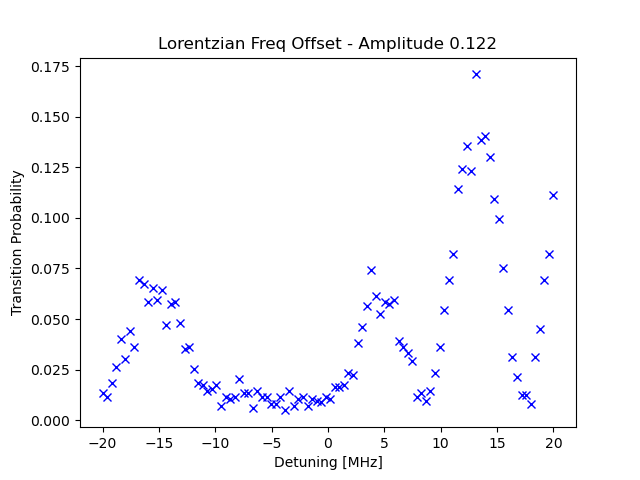 Lorentzian Freq Offset - Amplitude 0.122
Transition Probability
0.175
0.150
0.125
0.100
0.075
0.050
0.025
0.000
−20 −15 −10 −5 0 5 10 15 20
Detuning [MHz]